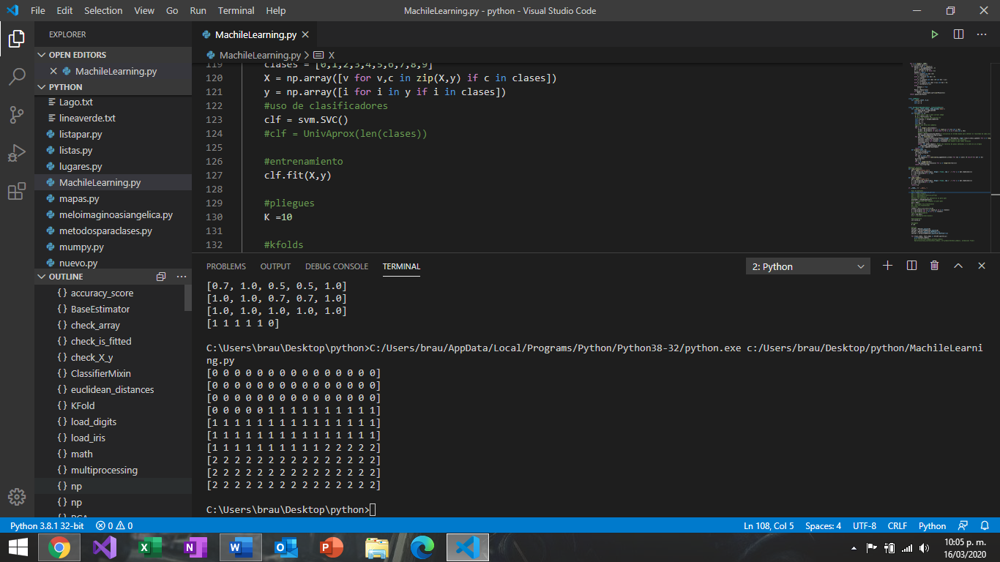 File Edit Selection View Go Run Terminal Help MachileLearning.py - python - Visual Studio Code
EXPLORER
OPEN EDITORS
MachileLearning.py
PYTHON
Lago.txt
lineaverde.txt
listapar.py
listas.py
lugares.py
MachileLearning.py
mapas.py
meloimaginoasiangelica.py
metodosparaclases.py
mumpy.py
nuevo.py
OUTLINE
{} accuracy_score
{} BaseEstimator
{} check_array
{} check_is_fitted
{} check_X_y
{} ClassifierMixin
{} euclidean_distances
{} KFold
{} load_digits
{} load_iris
{} math
{} multiprocessing
{} np
{} np
{} PCA
MachileLearning.py
MachileLearning.py > X
119 clases = [0,1,2,3,4,5,6,7,8,9]
120 X = np.array([v for v,c in zip(X,y) if c in clases])
121 y = np.array([i for i in y if i in clases])
122 #uso de clasificadores
123 clf = svm.SVC()
124 #clf = UnivAprox(len(clases))
125
126 #entrenamiento
127 clf.fit(X,y)
128
129 #pliegues
130 K =10
131
132 #kfolds
PROBLEMS OUTPUT DEBUG CONSOLE TERMINAL 2: Python
[0.7, 1.0, 0.5, 0.5, 1.0]
[1.0, 1.0, 0.7, 0.7, 1.0]
[1.0, 1.0, 1.0, 1.0, 1.0]
[1 1 1 1 1 0]
C:\Users\brau\Desktop\python>C:/Users/brau/AppData/Local/Programs/Python/Python38-32/python.exe c:/Users/brau/Desktop/python/MachileLearni
ng.py
[0 0 0 0 0 0 0 0 0 0 0 0 0 0 0]
[0 0 0 0 0 0 0 0 0 0 0 0 0 0 0]
[0 0 0 0 0 0 0 0 0 0 0 0 0 0 0]
[0 0 0 0 0 1 1 1 1 1 1 1 1 1 1]
[1 1 1 1 1 1 1 1 1 1 1 1 1 1 1]
[1 1 1 1 1 1 1 1 1 1 1 1 1 1 1]
[1 1 1 1 1 1 1 1 1 1 2 2 2 2 2]
[2 2 2 2 2 2 2 2 2 2 2 2 2 2 2]
[2 2 2 2 2 2 2 2 2 2 2 2 2 2 2]
[2 2 2 2 2 2 2 2 2 2 2 2 2 2 2]
C:\Users\brau\Desktop\python>
Python 3.8.1 32-bit 0 0 Ln 108, Col 5 Spaces: 4 UTF-8 CRLF Python
10:05 p. m.
16/03/2020